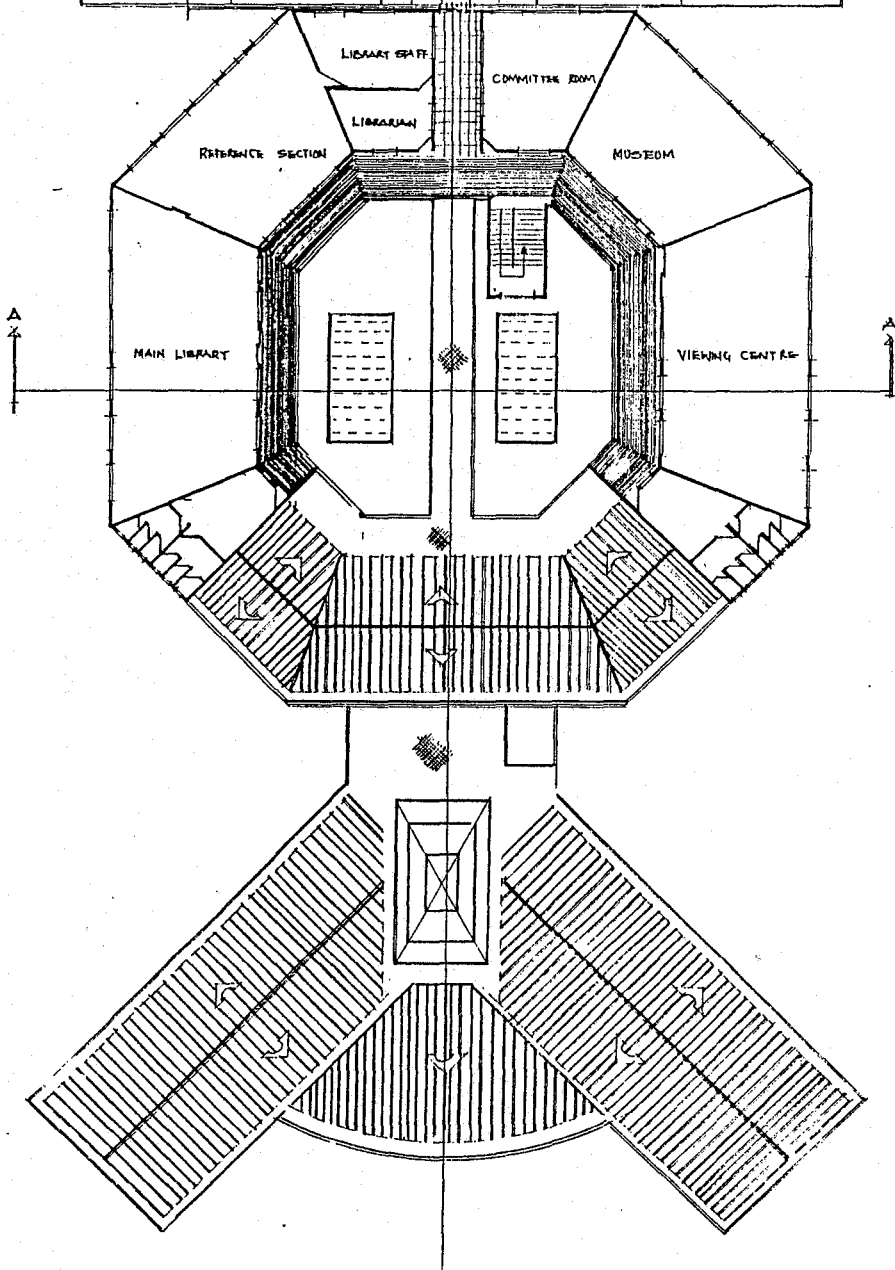 LIBRARY STAFF
COMMITTEE ROOM
LIBRARIAN
REFERENCE SECTION
MUSEUM
A
A
MAIN LIBRARY
VIEWING CENTRE